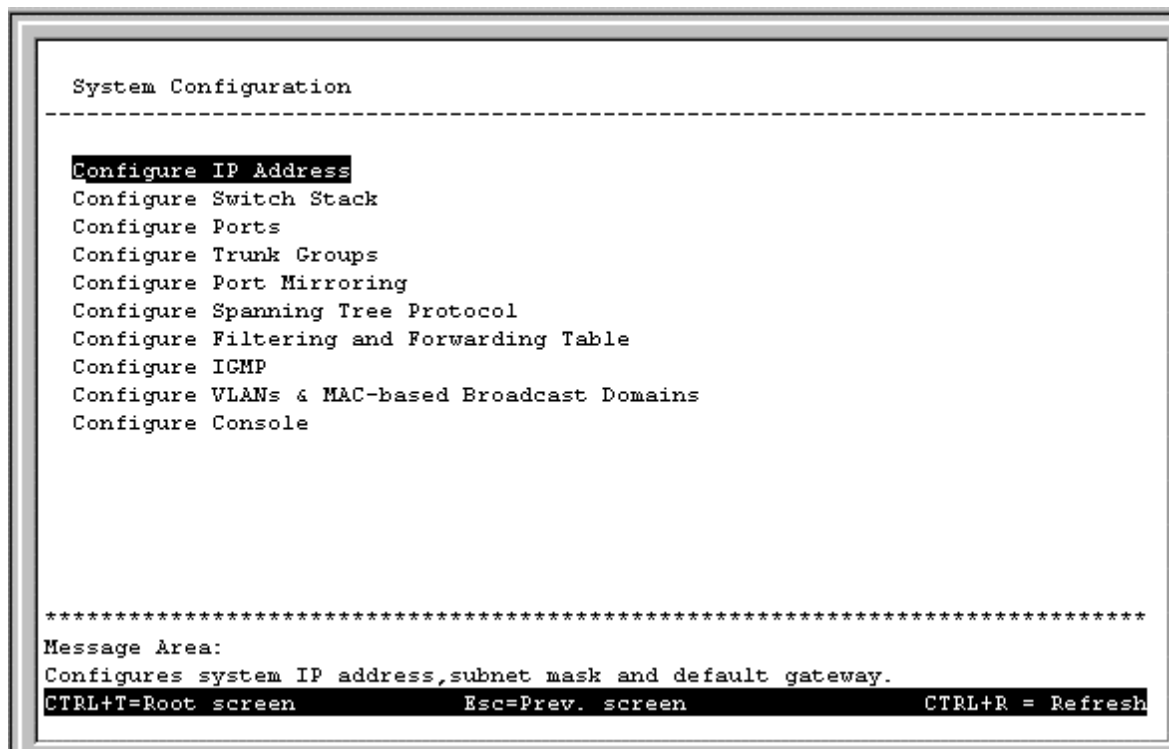 System Configuration
--------------------------------------------------------------------------------
Configure IP Address
Configure Switch Stack
Configure Ports
Configure Trunk Groups
Configure Port Mirroring
Configure Spanning Tree Protocol
Configure Filtering and Forwarding Table
Configure IGMP
Configure VLANs & MAC-based Broadcast Domains
Configure Console
********************************************************************************
Message Area:
Configures system IP address,subnet mask and default gateway.
CTRL+T=Root screen Esc=Prev. screen CTRL+R = Refresh